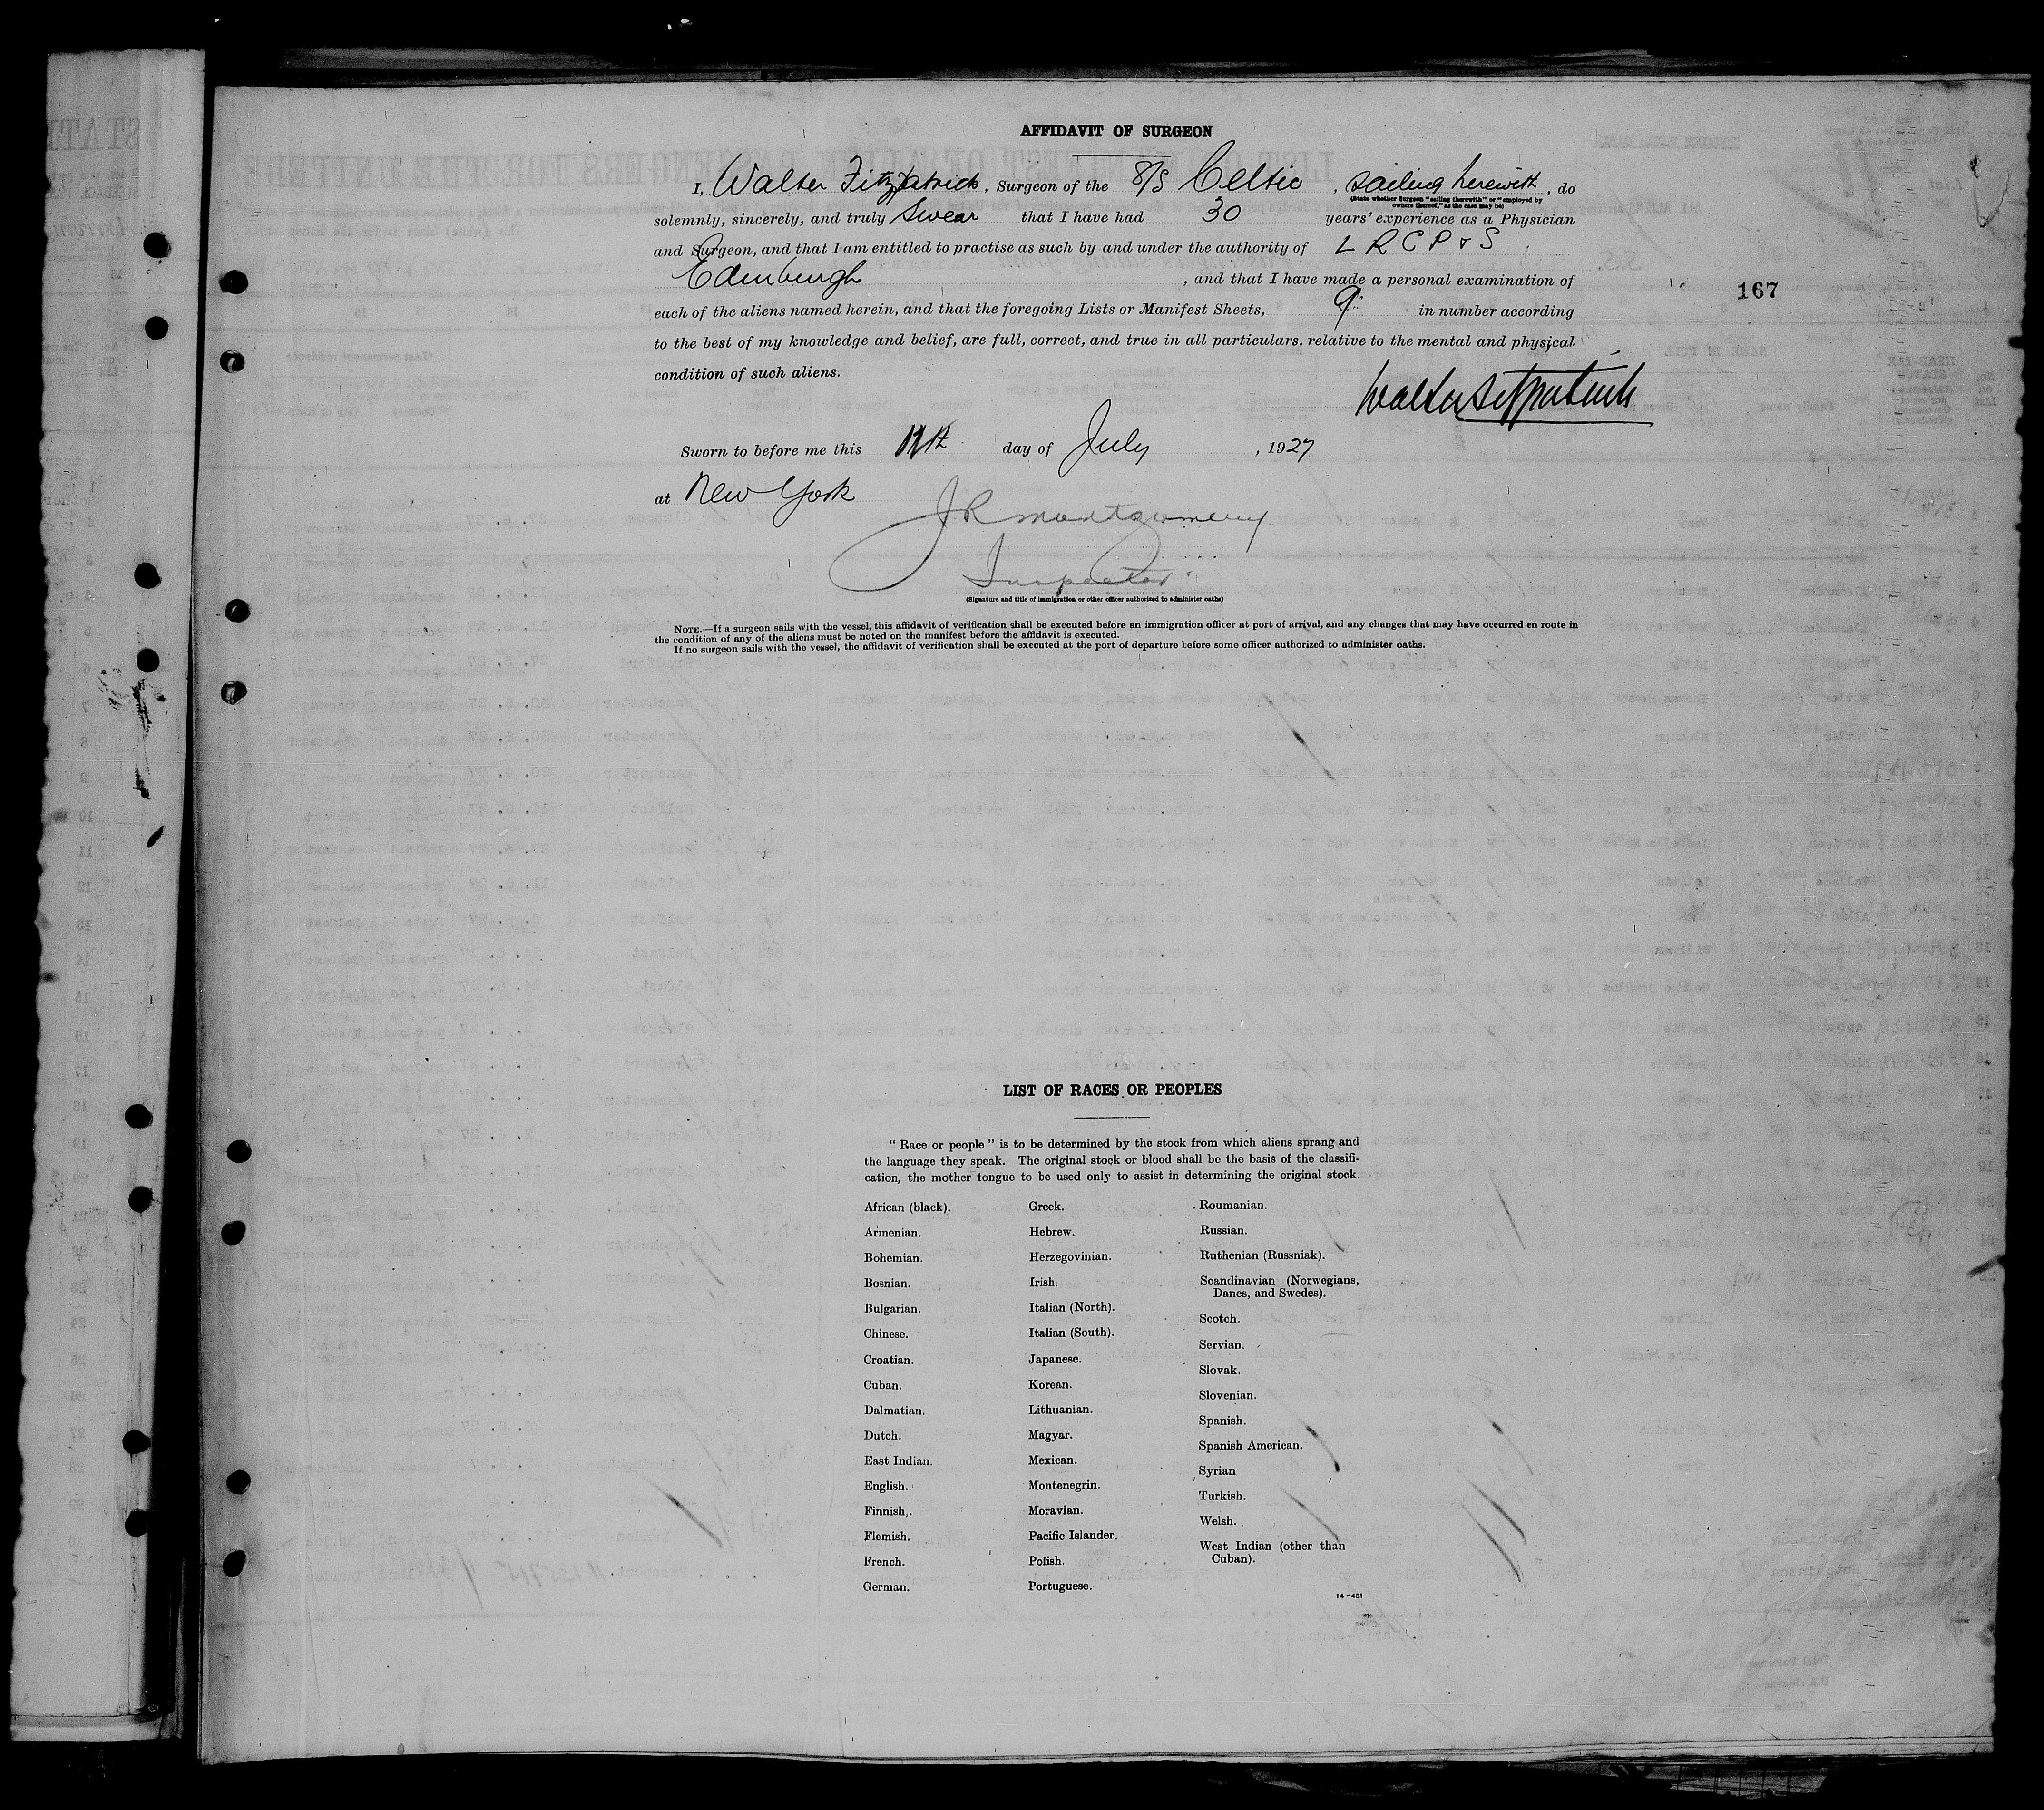 AFFIDAVIT OF SURGEON
I, Walter Fitzpatrick, Surgeon of the S/S Celtic, sailing herewith, do
(State whether Surgeon "sailing therewith" or "employed by
owners thereof," as the case may be)
solemnly, sincerely, and truly swear that I have had 30 years' experience as a Physician
and Surgeon, and that I am entitled to practise as such by and under the authority of L R C P & S
Edinburgh, and that I have made a personal examination of
167
each of the aliens named herein, and that the foregoing Lists or Manifest Sheets, 9 in number according
to the best of my knowledge and belief, are full, correct, and true in all particulars, relative to the mental and physical
condition of such aliens.
Walter Fitzpatrick
Sworn to before me this day of July, 1927
at New York
J R Montgomery
Inspector
(Signature and title of immigration or other officer authorized to administer oaths)
NOTE.—If a surgeon sails with the vessel, this affidavit of verification shall be executed before an immigration officer at port of arrival, and any changes that may have occurred en route in
the condition of any of the aliens must be noted on the manifest before the affidavit is executed.
If no surgeon sails with the vessel, the affidavit of verification shall be executed at the port of departure before some officer authorized to administer oaths.
LIST OF RACES OR PEOPLES
"Race or people" is to be determined by the stock from which aliens sprang and
the language they speak. The original stock or blood shall be the basis of the classifi-
cation, the mother tongue to be used only to assist in determining the original stock.
African (black).
Armenian.
Bohemian.
Bosnian.
Bulgarian.
Chinese.
Croatian.
Cuban.
Dalmatian.
Dutch.
East Indian.
English.
Finnish.
Flemish.
French.
German.
Greek.
Hebrew.
Herzegovinian.
Irish.
Italian (North).
Italian (South).
Japanese.
Korean.
Lithuanian.
Magyar.
Mexican.
Montenegrin.
Moravian.
Pacific Islander.
Polish.
Portuguese.
Roumanian.
Russian.
Ruthenian (Russniak).
Scandinavian (Norwegians,
Danes, and Swedes).
Scotch.
Servian.
Slovak.
Slovenian.
Spanish.
Spanish American.
Syrian
Turkish.
Welsh.
West Indian (other than
Cuban).
14-431